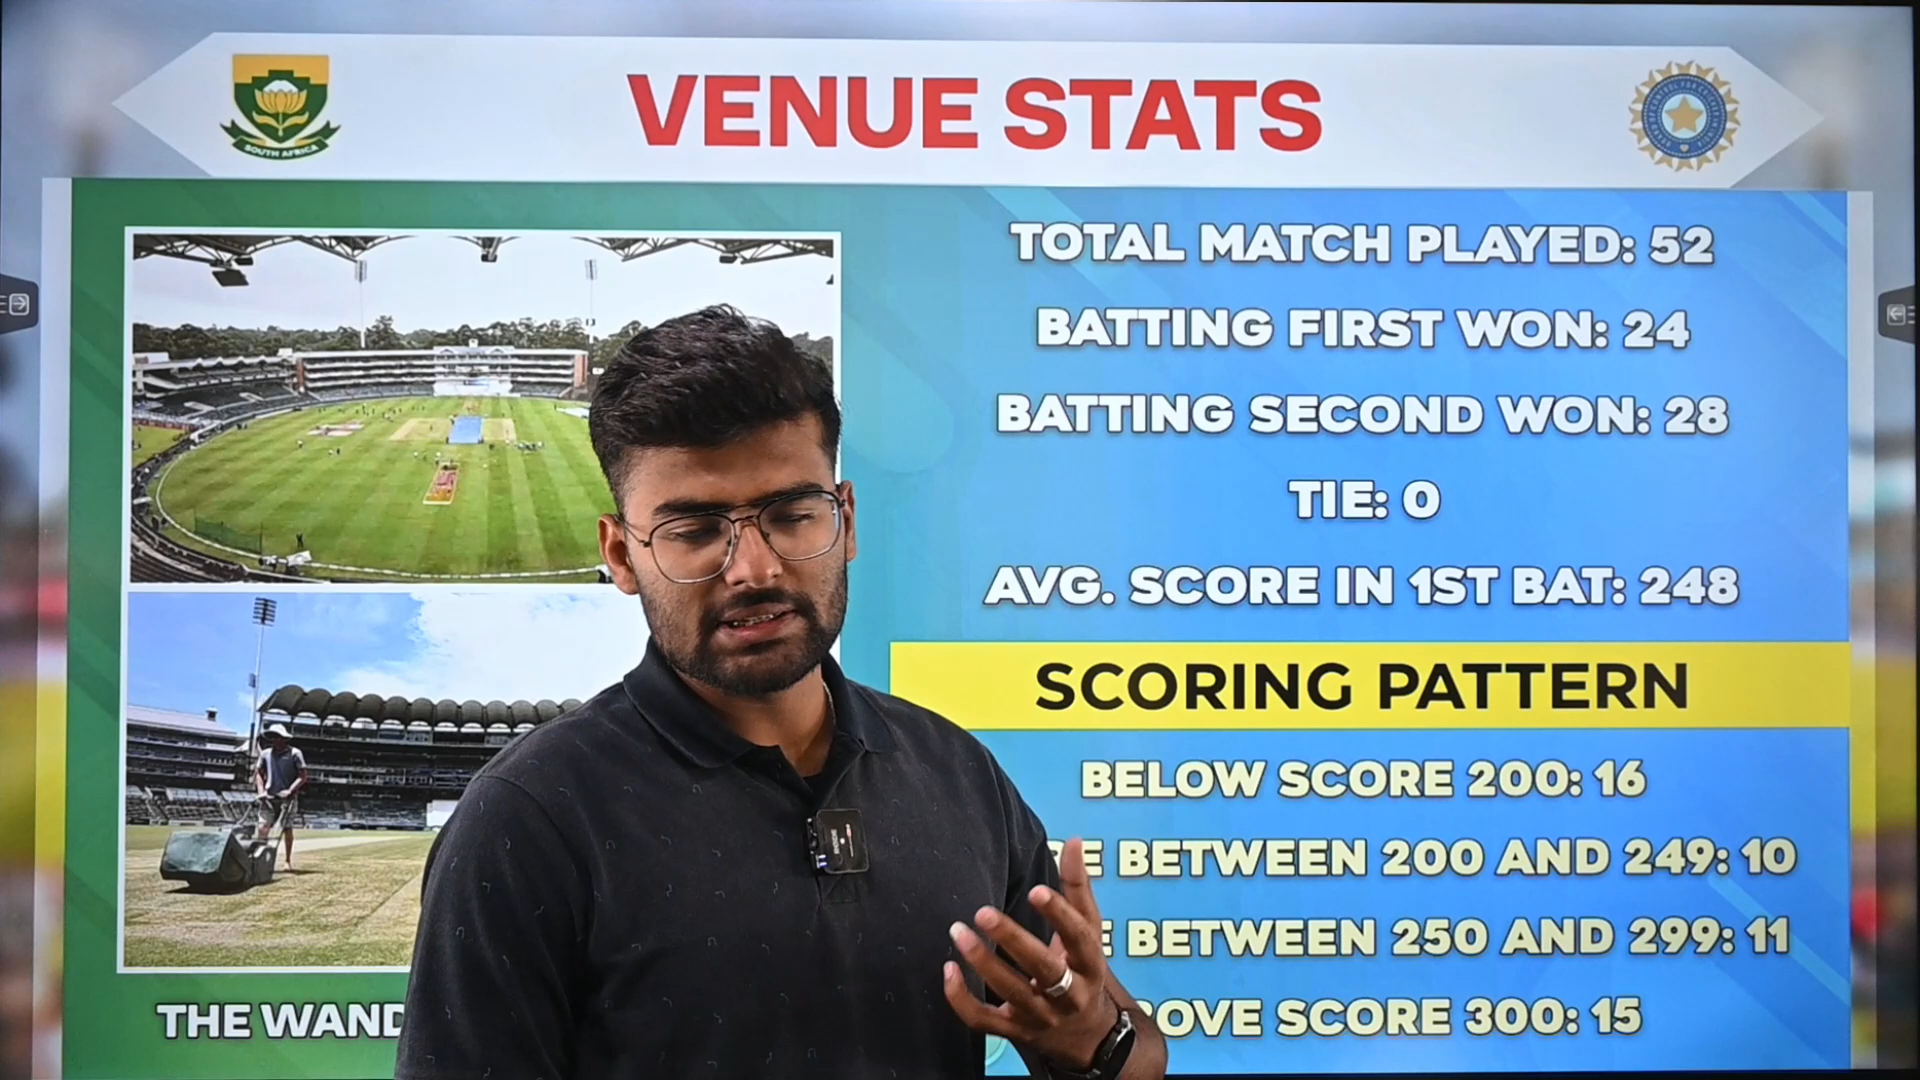 SOUTH AFRICA
VENUE STATS
TOTAL MATCH PLAYED: 52
BATTING FIRST WON: 24
BATTING SECOND WON: 28
TIE: 0
AVG. SCORE IN 1ST BAT: 248
SCORING PATTERN
BELOW SCORE 200: 16
BETWEEN 200 AND 249: 10
BETWEEN 250 AND 299: 11
SCORE 300: 15
THE